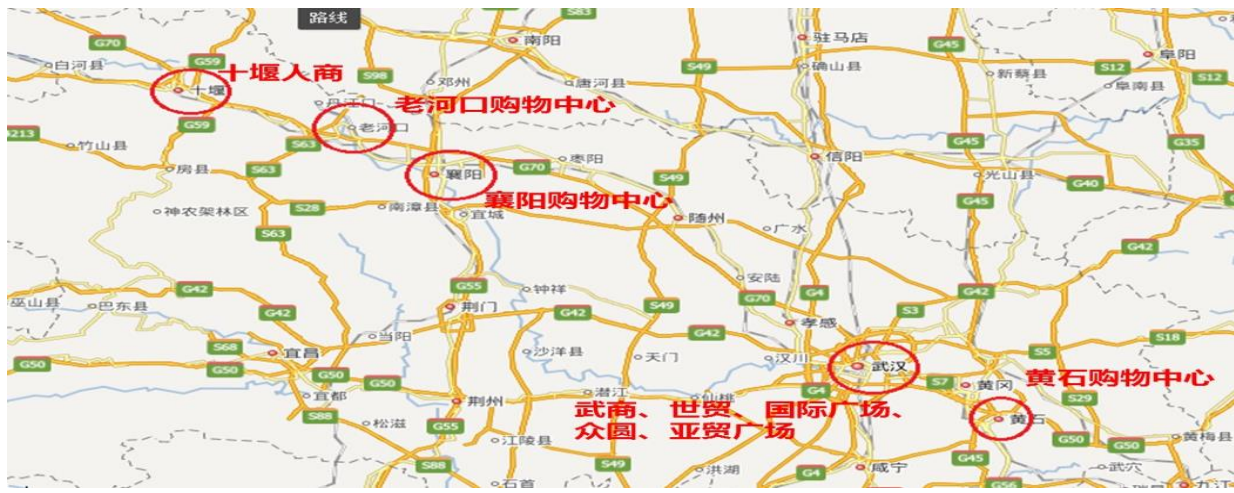 路线
S83
驻马店
G45
阜阳
G70
南阳
白河县
G59
S49
确山县
S12
新蔡县
S12
十堰人商
S98
邓州
唐河县
阜南县
十堰
丹江口
老河口购物中心
G59
老河口
G213
竹山县
S63
G45
G35
枣阳
信阳
房县
S63
襄阳
G70
S49
光山县
G40
襄阳购物中心
神农架林区
S28
南漳县
宜城
随州
G45
广水
S63
G42
安陆
G55
钟祥
G42
G42
巫山县
巴东县
荆门
S49
G70
G4
G42
孝感
S3
当阳
G42
S68
宜昌
沙洋县
天门
汉川
武汉
S5
S18
G50
G50
G50
G50
黄石购物中心
S7
黄冈
宜都
潜江
仙桃
G4
荆州
S29
S88
武商、世贸、国际广场、
众圆、亚贸广场
松滋
G55
黄石
江陵县
G50
G50
黄梅县
S88
S49
G45
洪湖
G4
咸宁
武穴
石首
G56
九江